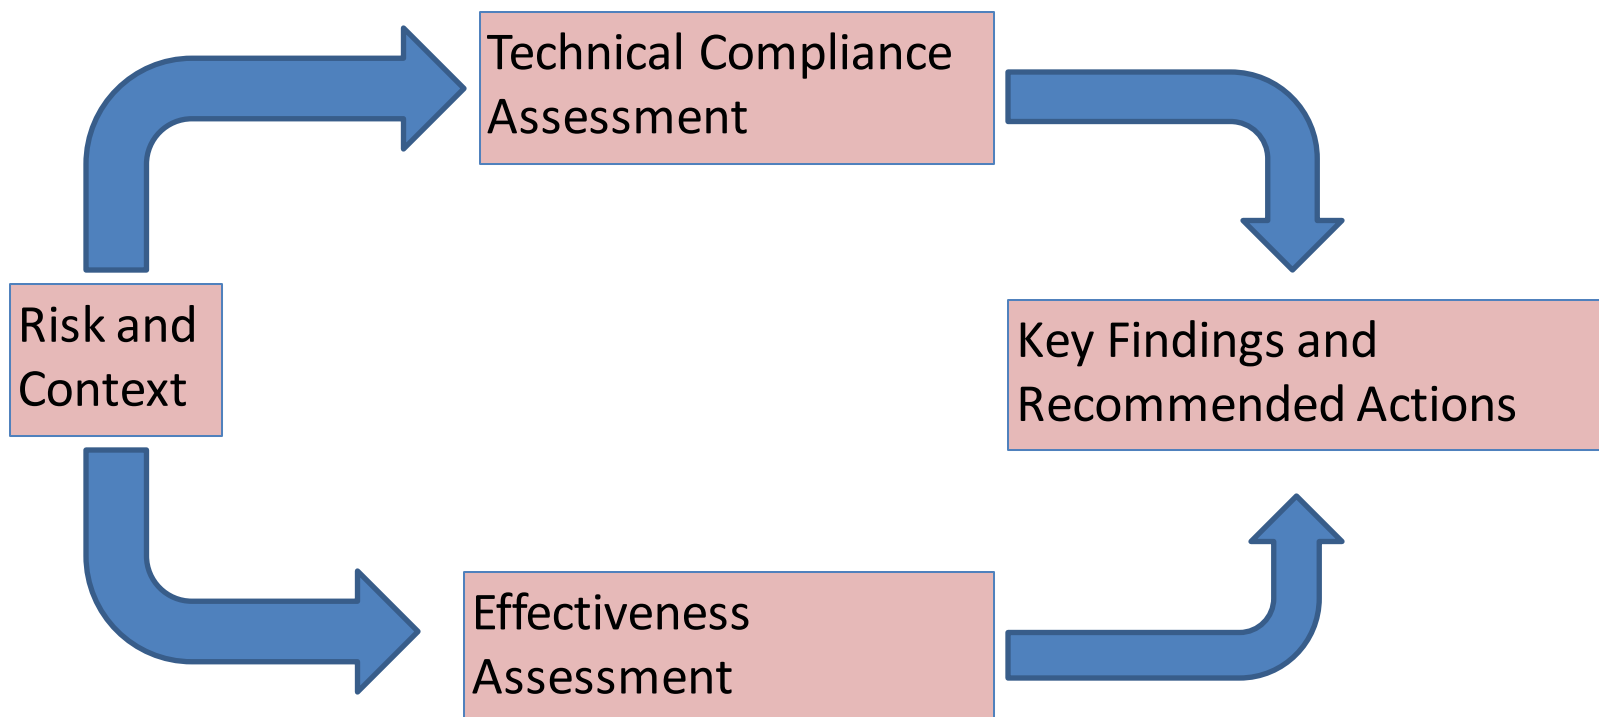 Technical Compliance
Assessment
Risk and
Context
Key Findings and
Recommended Actions
Effectiveness
Assessment